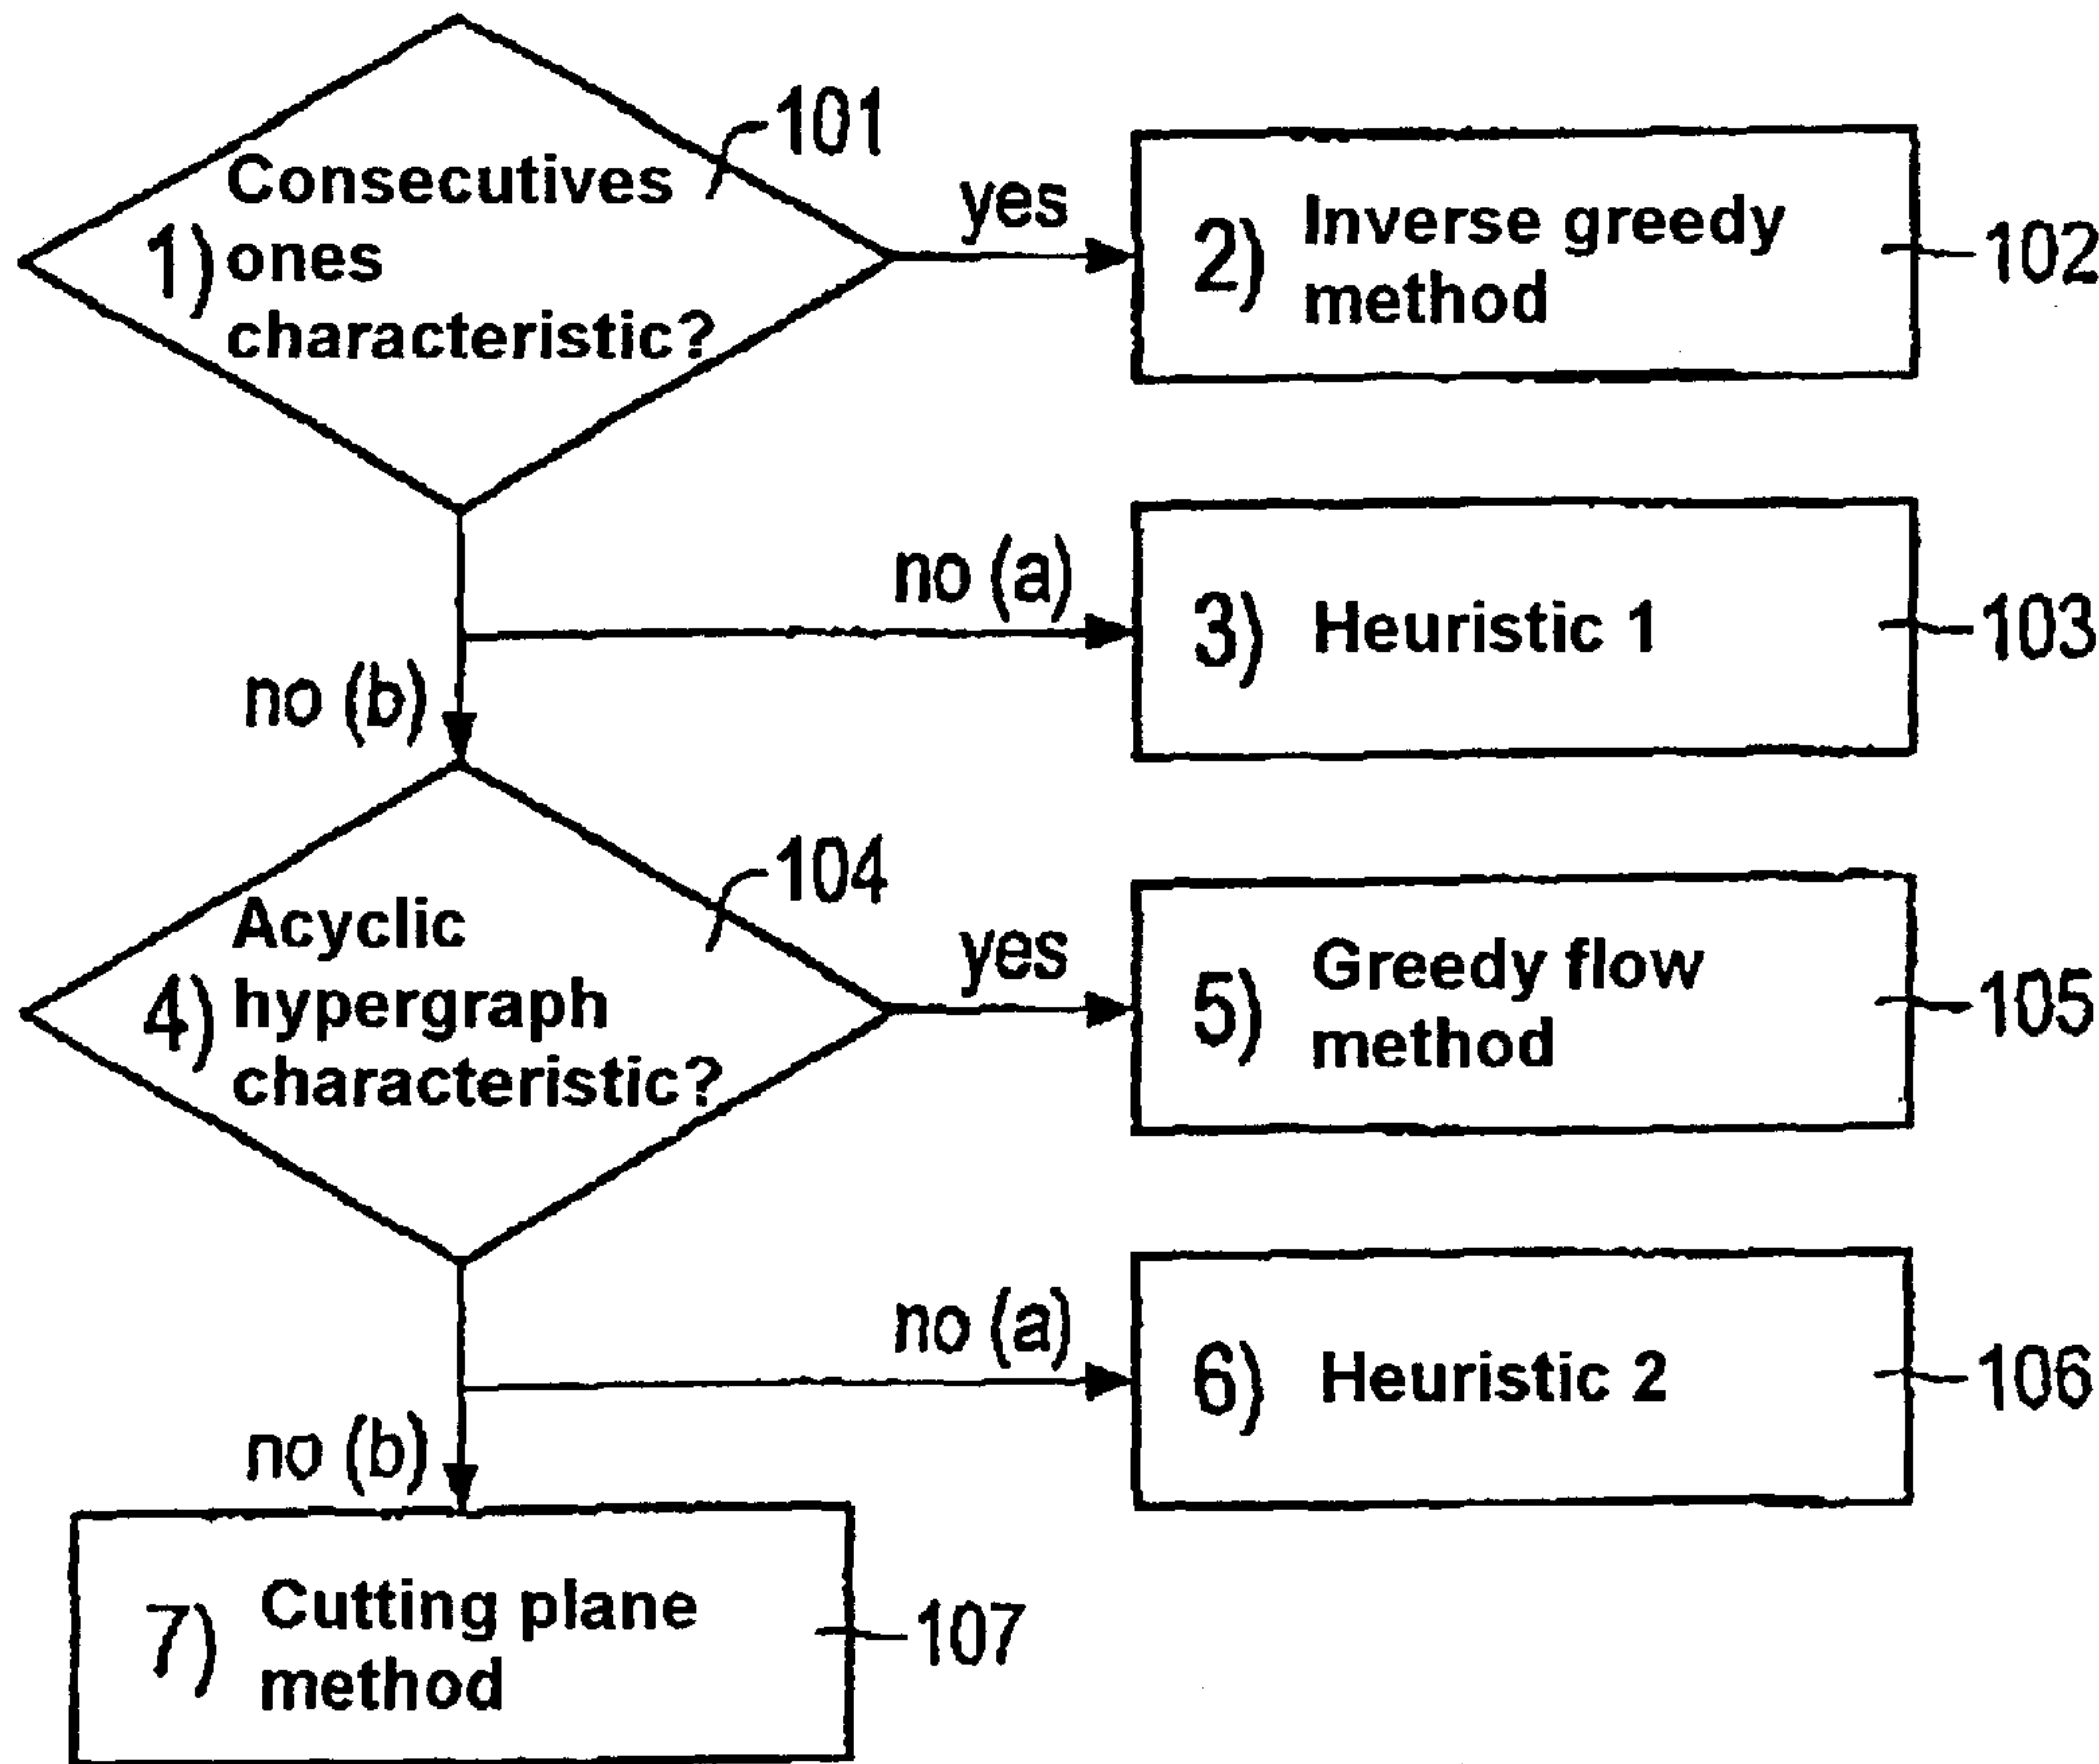 101
Consecutives
1) ones
characteristic?
yes
2) Inverse greedy
method
102
no (a)
3) Heuristic 1
103
no (b)
104
Acyclic
4) hypergraph
characteristic?
yes
5) Greedy flow
method
105
no (a)
6) Heuristic 2
106
no (b)
7) Cutting plane
method
107